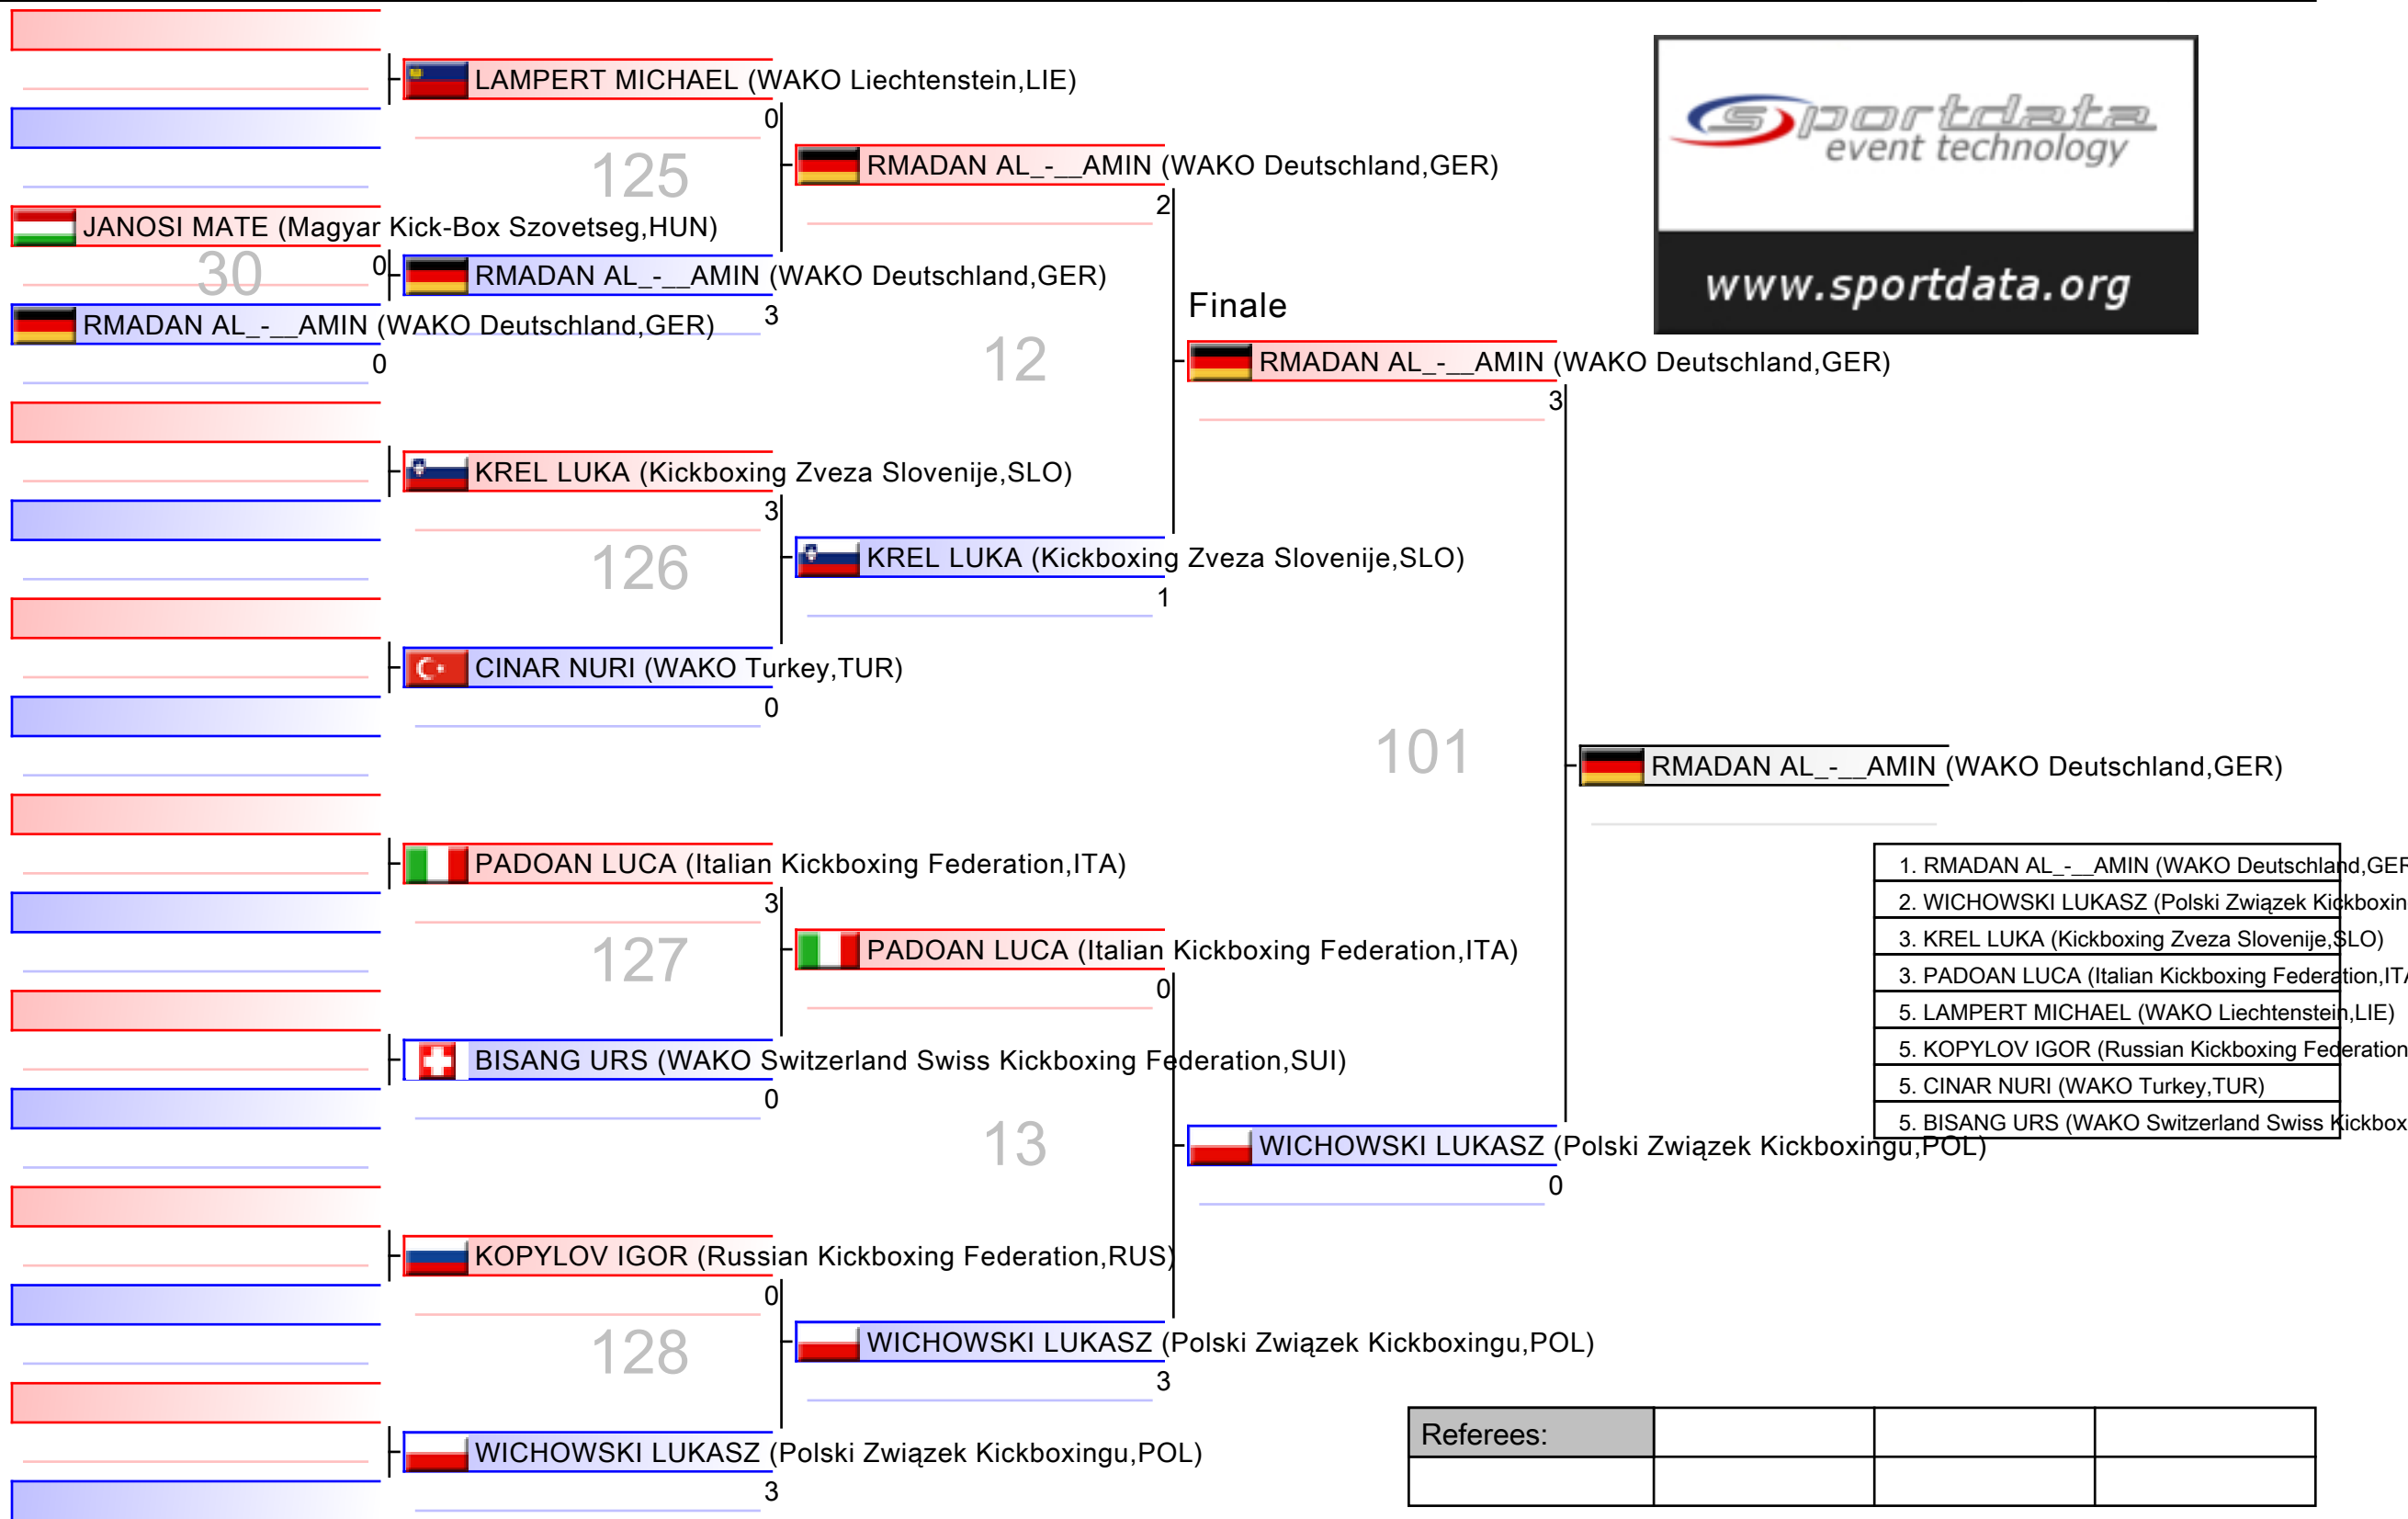 LAMPERT MICHAEL (WAKO Liechtenstein,LIE)
0
125
RMADAN AL_-__AMIN (WAKO Deutschland,GER)
2
sportdata
event technology
www.sportdata.org
JANOSI MATE (Magyar Kick-Box Szovetseg,HUN)
0
30
RMADAN AL_-__AMIN (WAKO Deutschland,GER)
3
RMADAN AL_-__AMIN (WAKO Deutschland,GER)
0
12
Finale
RMADAN AL_-__AMIN (WAKO Deutschland,GER)
3
KREL LUKA (Kickboxing Zveza Slovenije,SLO)
3
126
KREL LUKA (Kickboxing Zveza Slovenije,SLO)
1
CINAR NURI (WAKO Turkey,TUR)
0
101
RMADAN AL_-__AMIN (WAKO Deutschland,GER)
PADOAN LUCA (Italian Kickboxing Federation,ITA)
3
127
PADOAN LUCA (Italian Kickboxing Federation,ITA)
0
BISANG URS (WAKO Switzerland Swiss Kickboxing Federation,SUI)
0
13
WICHOWSKI LUKASZ (Polski Związek Kickboxingu,POL)
0
KOPYLOV IGOR (Russian Kickboxing Federation,RUS)
0
128
WICHOWSKI LUKASZ (Polski Związek Kickboxingu,POL)
3
WICHOWSKI LUKASZ (Polski Związek Kickboxingu,POL)
3
1. RMADAN AL_-__AMIN (WAKO Deutschland,GER
2. WICHOWSKI LUKASZ (Polski Związek Kickboxin
3. KREL LUKA (Kickboxing Zveza Slovenije,SLO)
3. PADOAN LUCA (Italian Kickboxing Federation,ITA
5. LAMPERT MICHAEL (WAKO Liechtenstein,LIE)
5. KOPYLOV IGOR (Russian Kickboxing Federation
5. CINAR NURI (WAKO Turkey,TUR)
5. BISANG URS (WAKO Switzerland Swiss Kickbox
Referees: